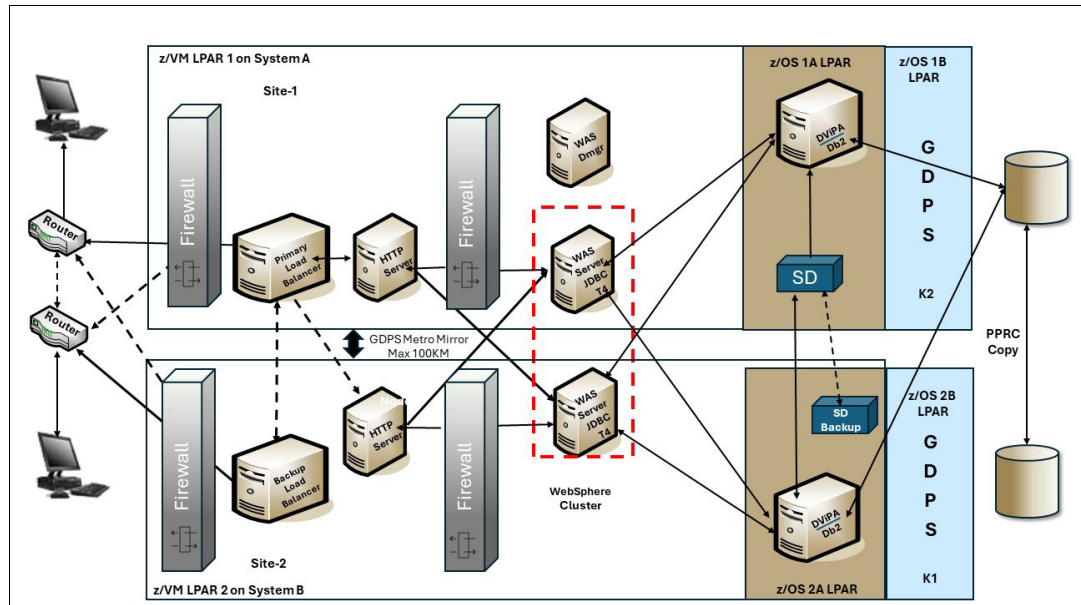 z/VM LPAR 1 on System A
Site-1
Router
Router
Firewall
Primary
Load
Balancer
HTTP
Server
Firewall
WAS
Dmgr
WAS
Server
JDBC
T4
z/OS 1A LPAR
DViPA
Db2
SD
z/OS 1B
LPAR
G
D
P
S
K2
GDPS Metro Mirror
Max 100KM
PPRC
Copy
Firewall
Backup
Load
Balancer
HTTP
Server
Firewall
WAS
Server
JDBC
T4
WebSphere
Cluster
SD
Backup
DViPA
Db2
z/OS 2A LPAR
z/OS 2B
LPAR
G
D
P
S
K1
Site-2
z/VM LPAR 2 on System B